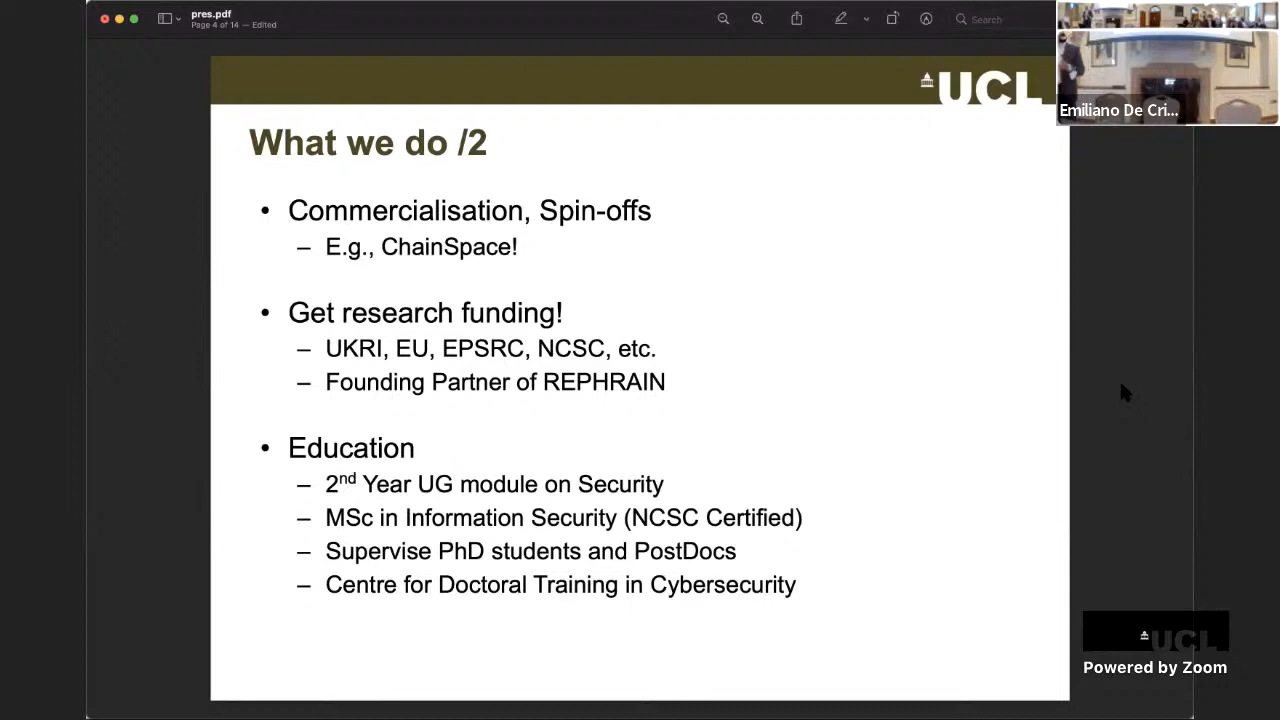 pres.pdf
Page 4 of 14 — Edited
Search
UCL
Emiliano De Cri...
What we do /2
• Commercialisation, Spin-offs
– E.g., ChainSpace!
• Get research funding!
– UKRI, EU, EPSRC, NCSC, etc.
– Founding Partner of REPHRAIN
• Education
– 2nd Year UG module on Security
– MSc in Information Security (NCSC Certified)
– Supervise PhD students and PostDocs
– Centre for Doctoral Training in Cybersecurity
UCL
Powered by Zoom